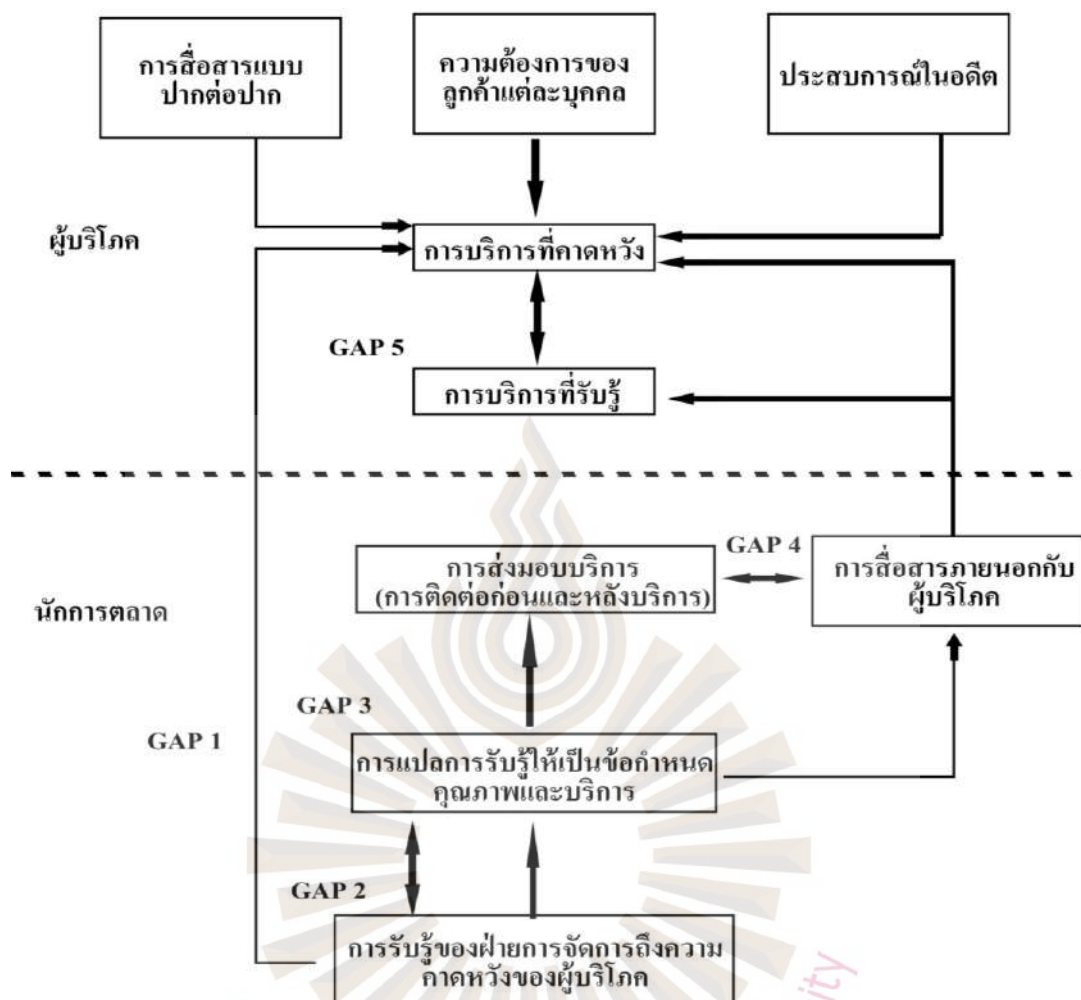 การสื่อสารแบบ
ปากต่อปาก
ความต้องการของ
ลูกค้าแต่ละบุคคล
ประสบการณ์ในอดีต
ผู้บริโภค
การบริการที่คาดหวัง
GAP 5
การบริการที่รับรู้
GAP 4
การส่งมอบบริการ
(การติดต่อก่อนและหลังบริการ)
การสื่อสารภายนอกกับ
ผู้บริโภค
นักการตลาด
GAP 3
GAP 1
การแปลการรับรู้ให้เป็นข้อกำหนด
คุณภาพและบริการ
GAP 2
การรับรู้ของฝ่ายการจัดการถึงความ
คาดหวังของผู้บริโภค